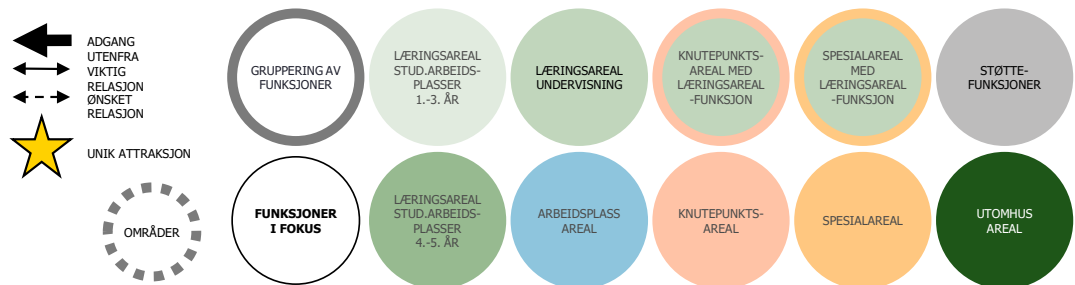 ADGANG
UTENFRA
VIKTIG
RELASJON
ØNSKET
RELASJON
UNIK ATTRAKSJON
OMRÅDER
GRUPPERING AV
FUNKSJONER
LÆRINGSAREAL
STUD.ARBEIDS-
PLASSER
1.-3. ÅR
LÆRINGSAREAL
UNDERVISNING
KNUTEPUNKTS-
AREAL MED
LÆRINGSAREAL
-FUNKSJON
SPESIALAREAL
MED
LÆRINGSAREAL
-FUNKSJON
STØTTE-
FUNKSJONER
FUNKSJONER
I FOKUS
LÆRINGSAREAL
STUD.ARBEIDS-
PLASSER
4.-5. ÅR
ARBEIDSPLASS
AREAL
KNUTEPUNKTS-
AREAL
SPESIALAREAL
UTOMHUS
AREAL